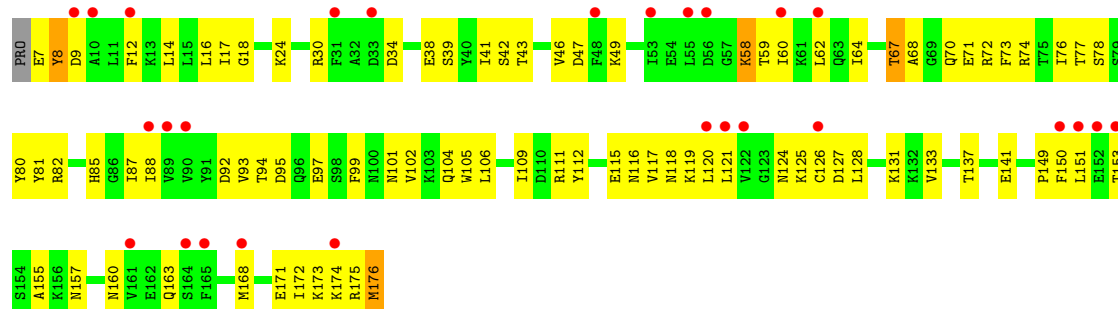 PRO E7 Y8 D9 A10 L11 F12 K13 L14 L15 L16 I17 G18 K24 R30 F31 A32 D33 D34 E38 S39 Y40 I41 S42 T43 V46 D47 F48 K49 I53 E54 L55 D56 G57 K58 T59 I60 K61 L62 Q63 I64 T67 A68 G69 Q70 E71 R72 F73 R74 T75 I76 T77 S78 S79
Y80 Y81 R82 H85 G86 I87 I88 V89 V90 Y91 D92 V93 T94 D95 Q96 E97 S98 F99 N100 N101 V102 K103 Q104 W105 L106 I109 D110 R111 Y112 E115 N116 V117 N118 K119 L120 L121 V122 G123 N124 K125 C126 D127 L128 K131 K132 V133 T137 E141 P149 F150 L151 E152 T153
S154 A155 K156 N157 N160 V161 E162 Q163 S164 F165 M168 E171 I172 K173 K174 R175 M176